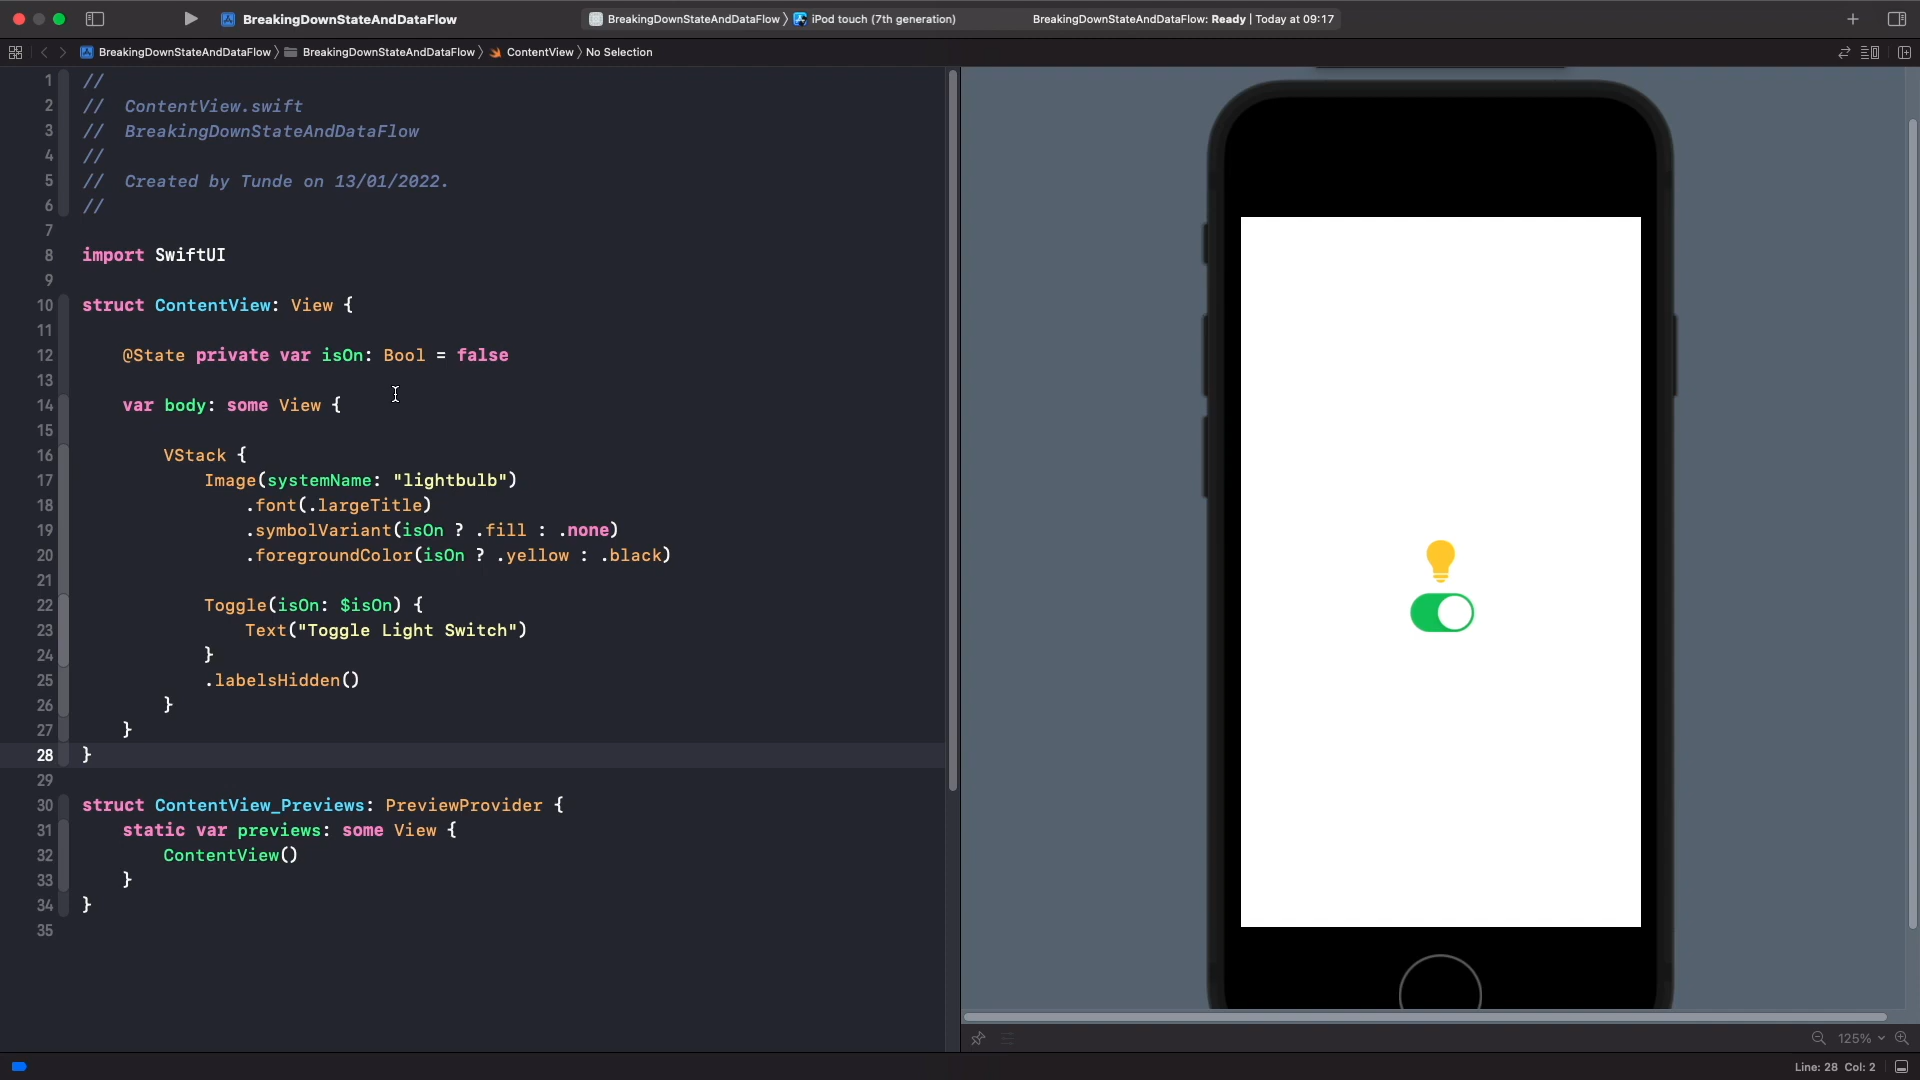 BreakingDownStateAndDataFlow
BreakingDownStateAndDataFlow 〉 iPod touch (7th generation)
BreakingDownStateAndDataFlow: Ready | Today at 09:17
BreakingDownStateAndDataFlow 〉 BreakingDownStateAndDataFlow 〉 ContentView 〉 No Selection
1 //
2 //  ContentView.swift
3 //  BreakingDownStateAndDataFlow
4 //
5 //  Created by Tunde on 13/01/2022.
6 //
7
8 import SwiftUI
9
10 struct ContentView: View {
11
12     @State private var isOn: Bool = false
13
14     var body: some View {
15
16         VStack {
17             Image(systemName: "lightbulb")
18                 .font(.largeTitle)
19                 .symbolVariant(isOn ? .fill : .none)
20                 .foregroundColor(isOn ? .yellow : .black)
21
22             Toggle(isOn: $isOn) {
23                 Text("Toggle Light Switch")
24             }
25             .labelsHidden()
26         }
27     }
28 }
29
30 struct ContentView_Previews: PreviewProvider {
31     static var previews: some View {
32         ContentView()
33     }
34 }
35
125%
Line: 28 Col: 2